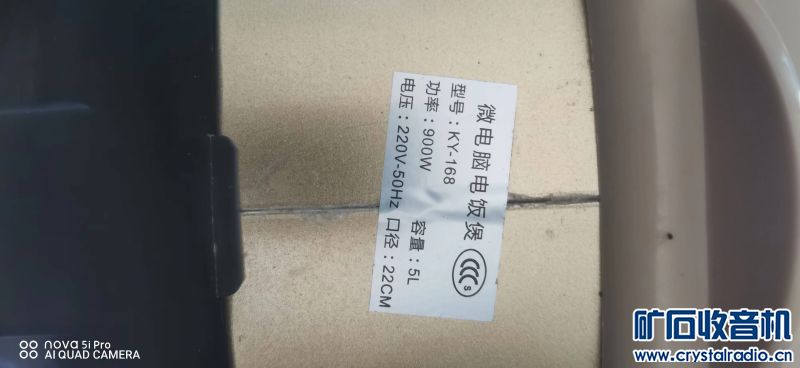 微电脑电饭煲
CCC S
型号：KY-168
功率：900W 容量：5L
电压：220V-50Hz 口径：22CM
nova 5i Pro
AI QUAD CAMERA
矿石收音机
www.crystalradio.cn